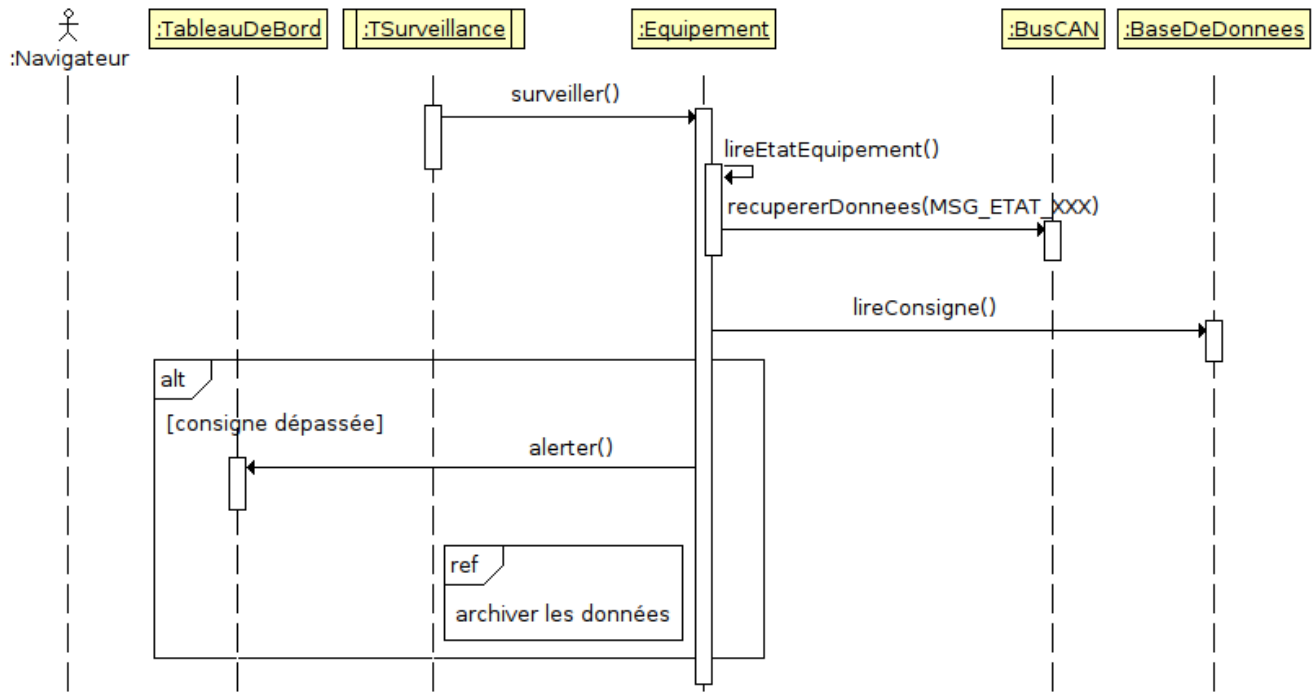 :Navigateur
:TableauDeBord
:TSurveillance
:Equipement
:BusCAN
:BaseDeDonnees
surveiller()
lireEtatEquipement()
recupererDonnees(MSG_ETAT_XXX)
lireConsigne()
alt
[consigne dépassée]
alerter()
ref
archiver les données